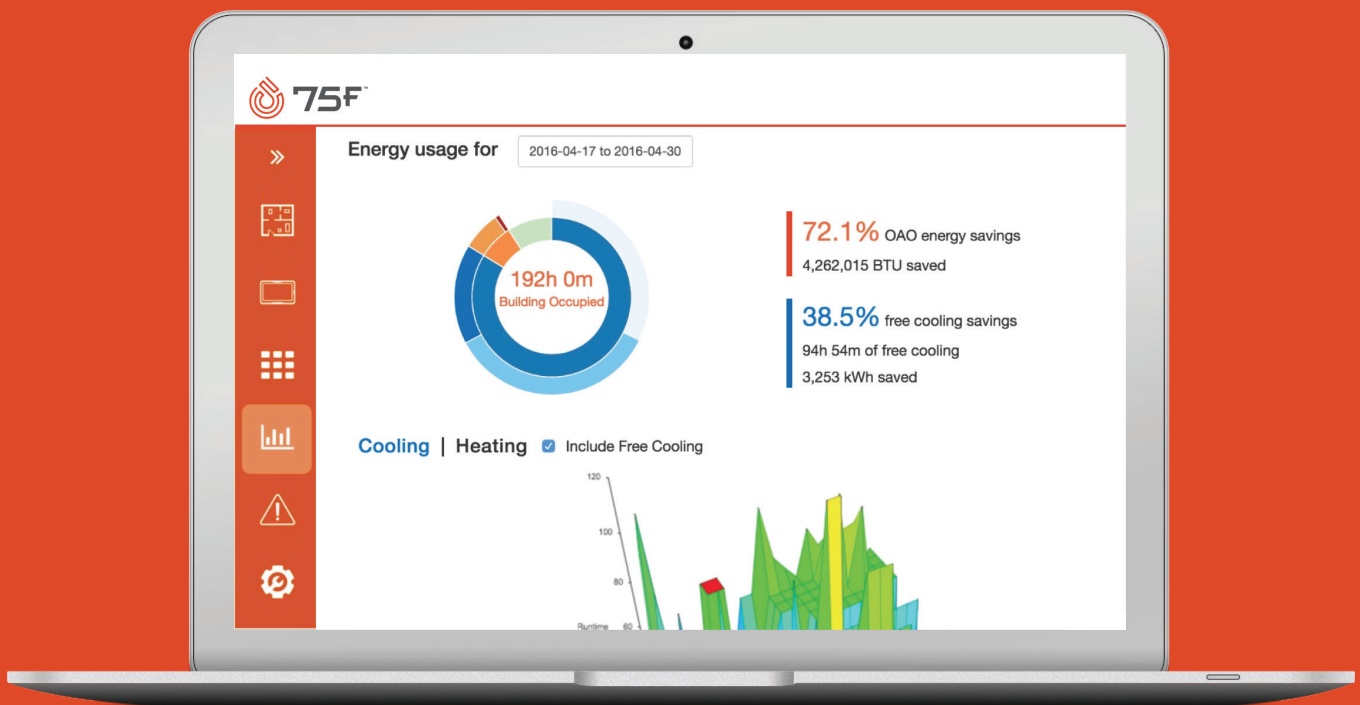 75F™
Energy usage for 2016-04-17 to 2016-04-30
192h 0m
Building Occupied
72.1% OAO energy savings
4,262,015 BTU saved
38.5% free cooling savings
94h 54m of free cooling
3,253 kWh saved
Cooling | Heating Include Free Cooling
120
100
80
Runtime 60